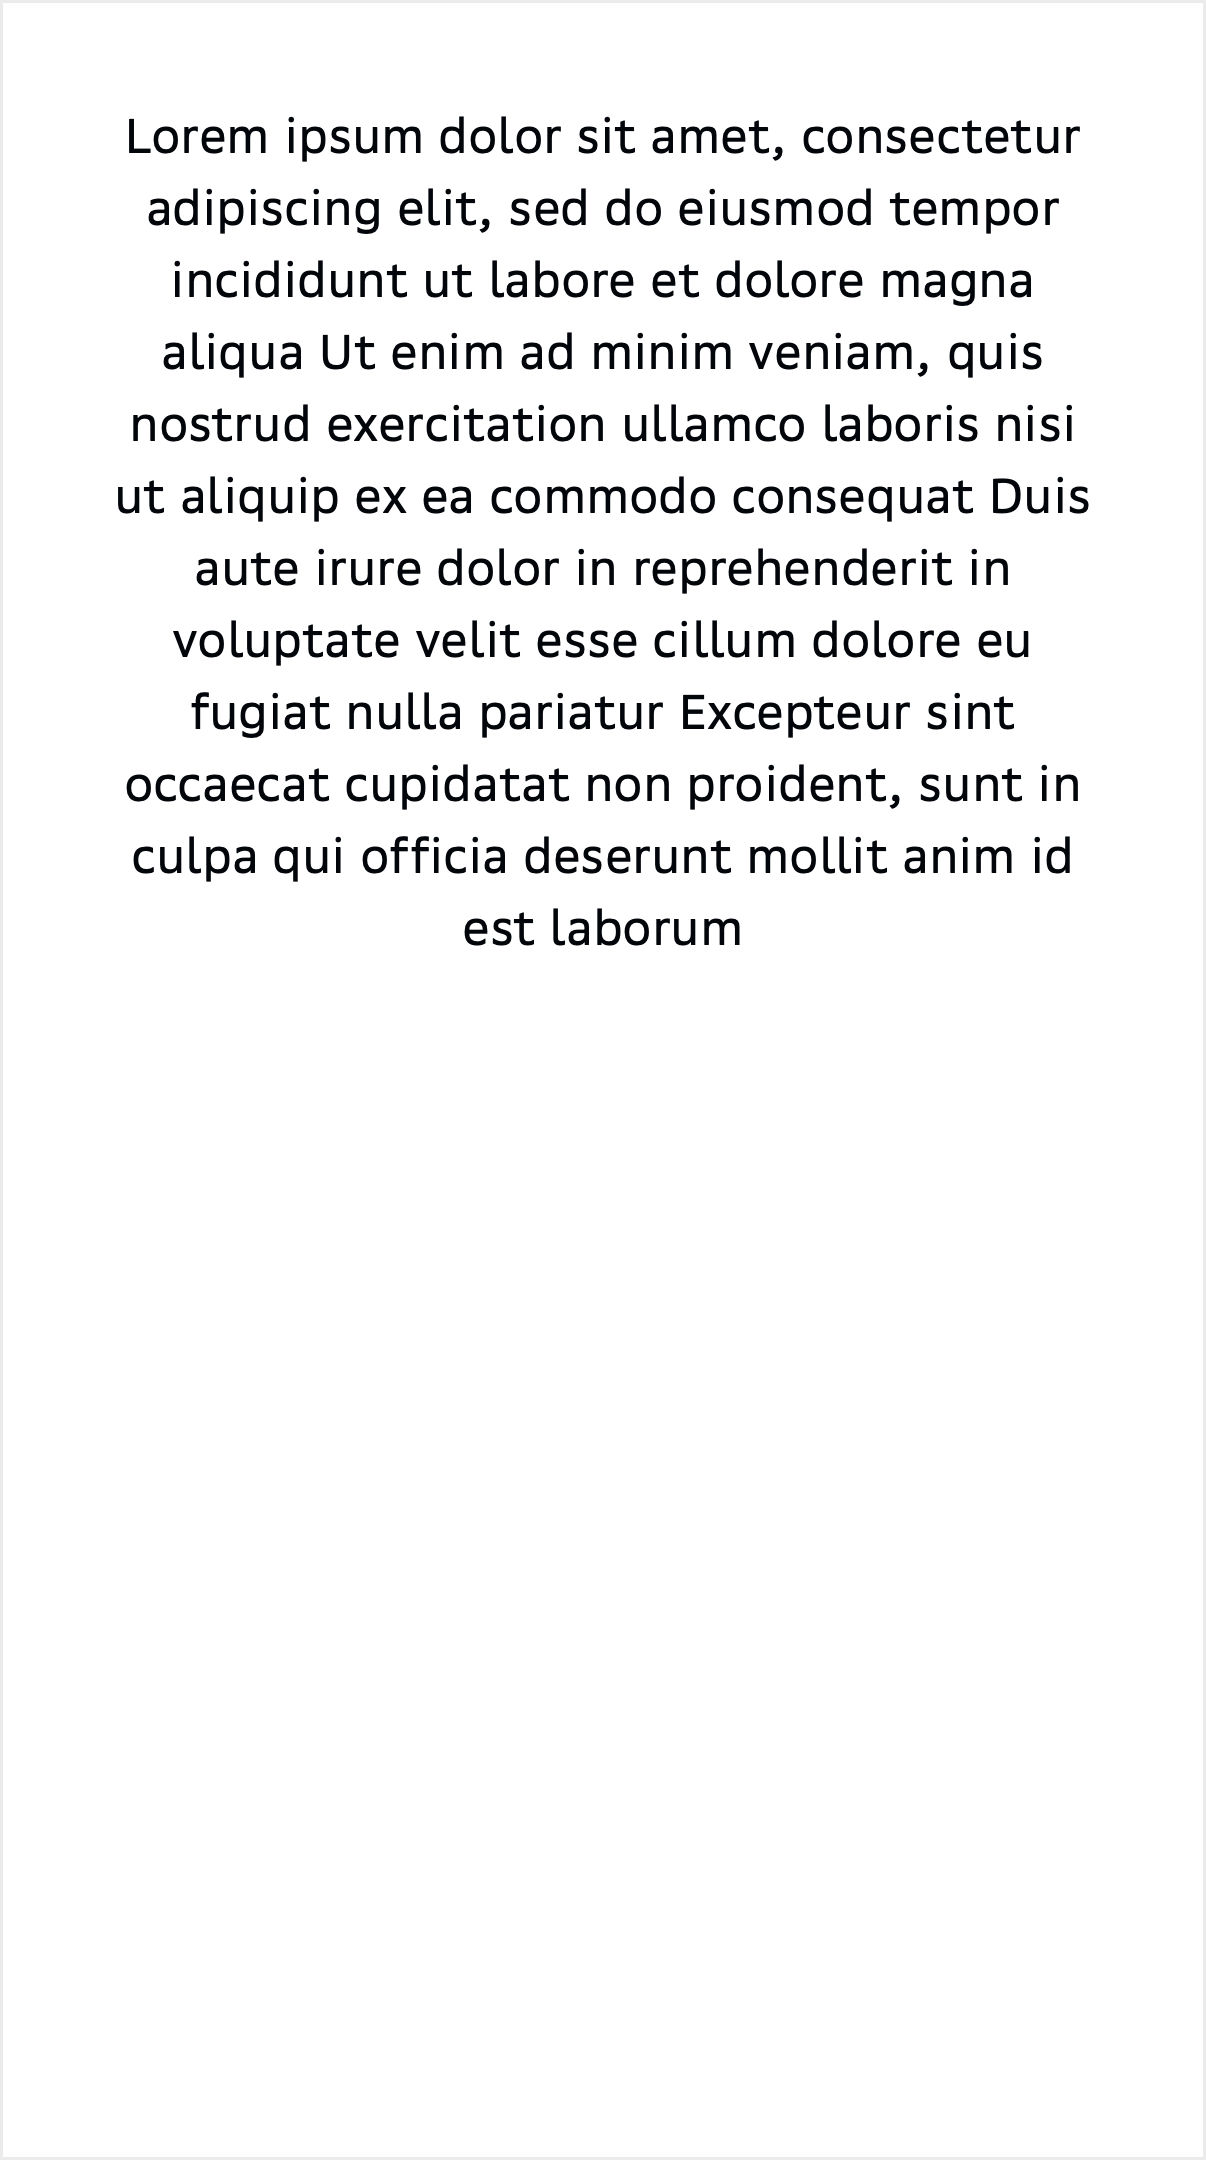 Lorem ipsum dolor sit amet, consectetur
adipiscing elit, sed do eiusmod tempor
incididunt ut labore et dolore magna
aliqua Ut enim ad minim veniam, quis
nostrud exercitation ullamco laboris nisi
ut aliquip ex ea commodo consequat Duis
aute irure dolor in reprehenderit in
voluptate velit esse cillum dolore eu
fugiat nulla pariatur Excepteur sint
occaecat cupidatat non proident, sunt in
culpa qui officia deserunt mollit anim id
est laborum